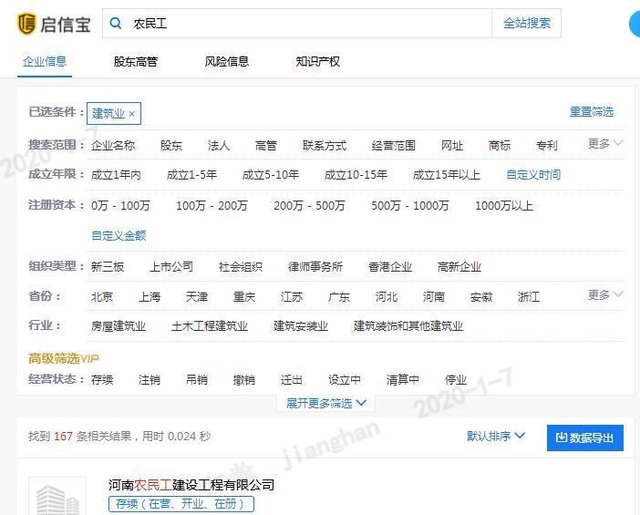 启信宝 农民工 全站搜索
企业信息 股东高管 风险信息 知识产权
已选条件： 建筑业 × 重置筛选
搜索范围： 企业名称 股东 法人 高管 联系方式 经营范围 网址 商标 专利 更多
成立年限： 成立1年内 成立1-5年 成立5-10年 成立10-15年 成立15年以上 自定义时间
注册资本： 0万 - 100万 100万 - 200万 200万 - 500万 500万 - 1000万 1000万以上
自定义金额
组织类型： 新三板 上市公司 社会组织 律师事务所 香港企业 高新企业
省份： 北京 上海 天津 重庆 江苏 广东 河北 河南 安徽 浙江 更多
行业： 房屋建筑业 土木工程建筑业 建筑安装业 建筑装饰和其他建筑业
高级筛选VIP
经营状态： 存续 注销 吊销 撤销 迁出 设立中 清算中 停业
展开更多筛选
找到 167 条相关结果，用时 0.024 秒 默认排序 数据导出
河南农民工建设工程有限公司
存续（在营、开业、在册）
2020-1-7
jianghan 2020-1-7